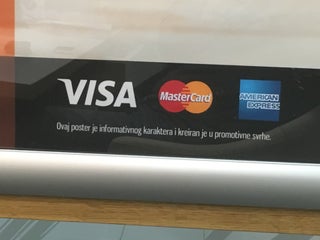 VISA MasterCard AMERICAN EXPRESS
Ovaj poster je informativnog karaktera i kreiran je u promotivne svrhe.